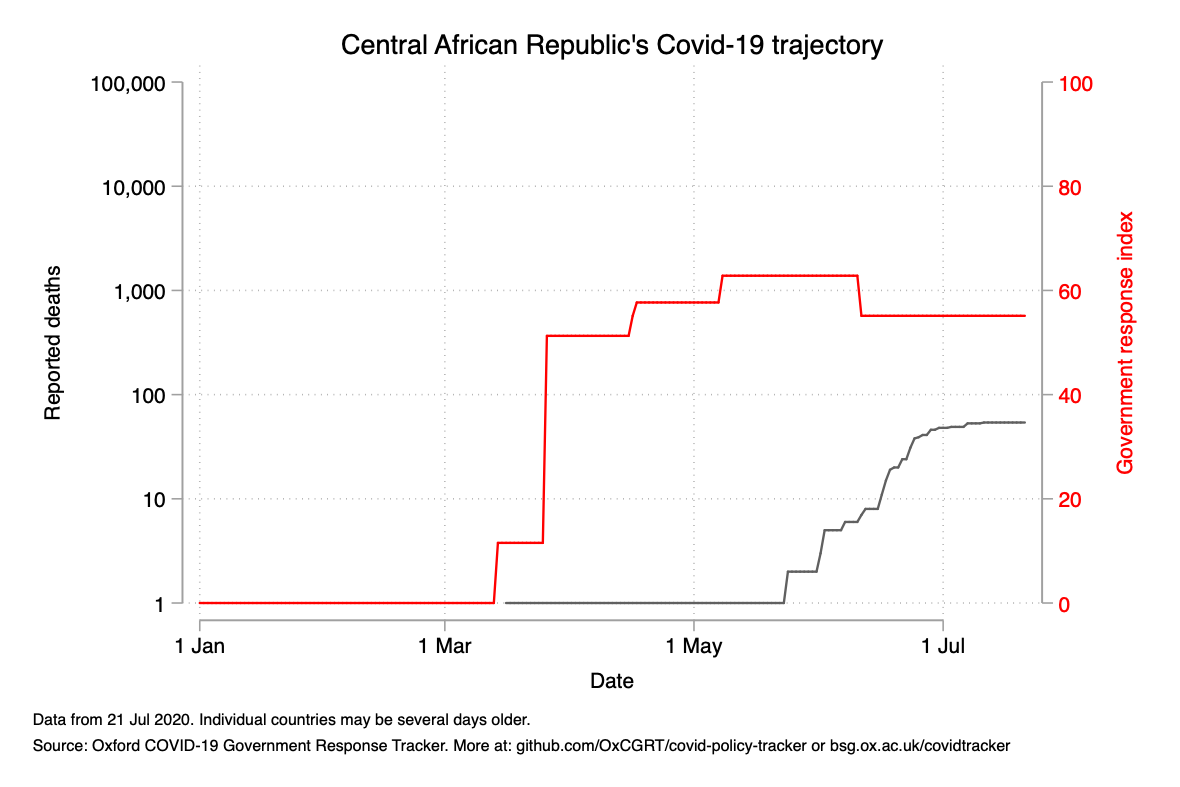 Central African Republic's Covid-19 trajectory
100,000
10,000
1,000
100
10
1
Reported deaths
100
80
60
40
20
0
Government response index
1 Jan
1 Mar
1 May
1 Jul
Date
Data from 21 Jul 2020. Individual countries may be several days older.
Source: Oxford COVID-19 Government Response Tracker. More at: github.com/OxCGRT/covid-policy-tracker or bsg.ox.ac.uk/covidtracker